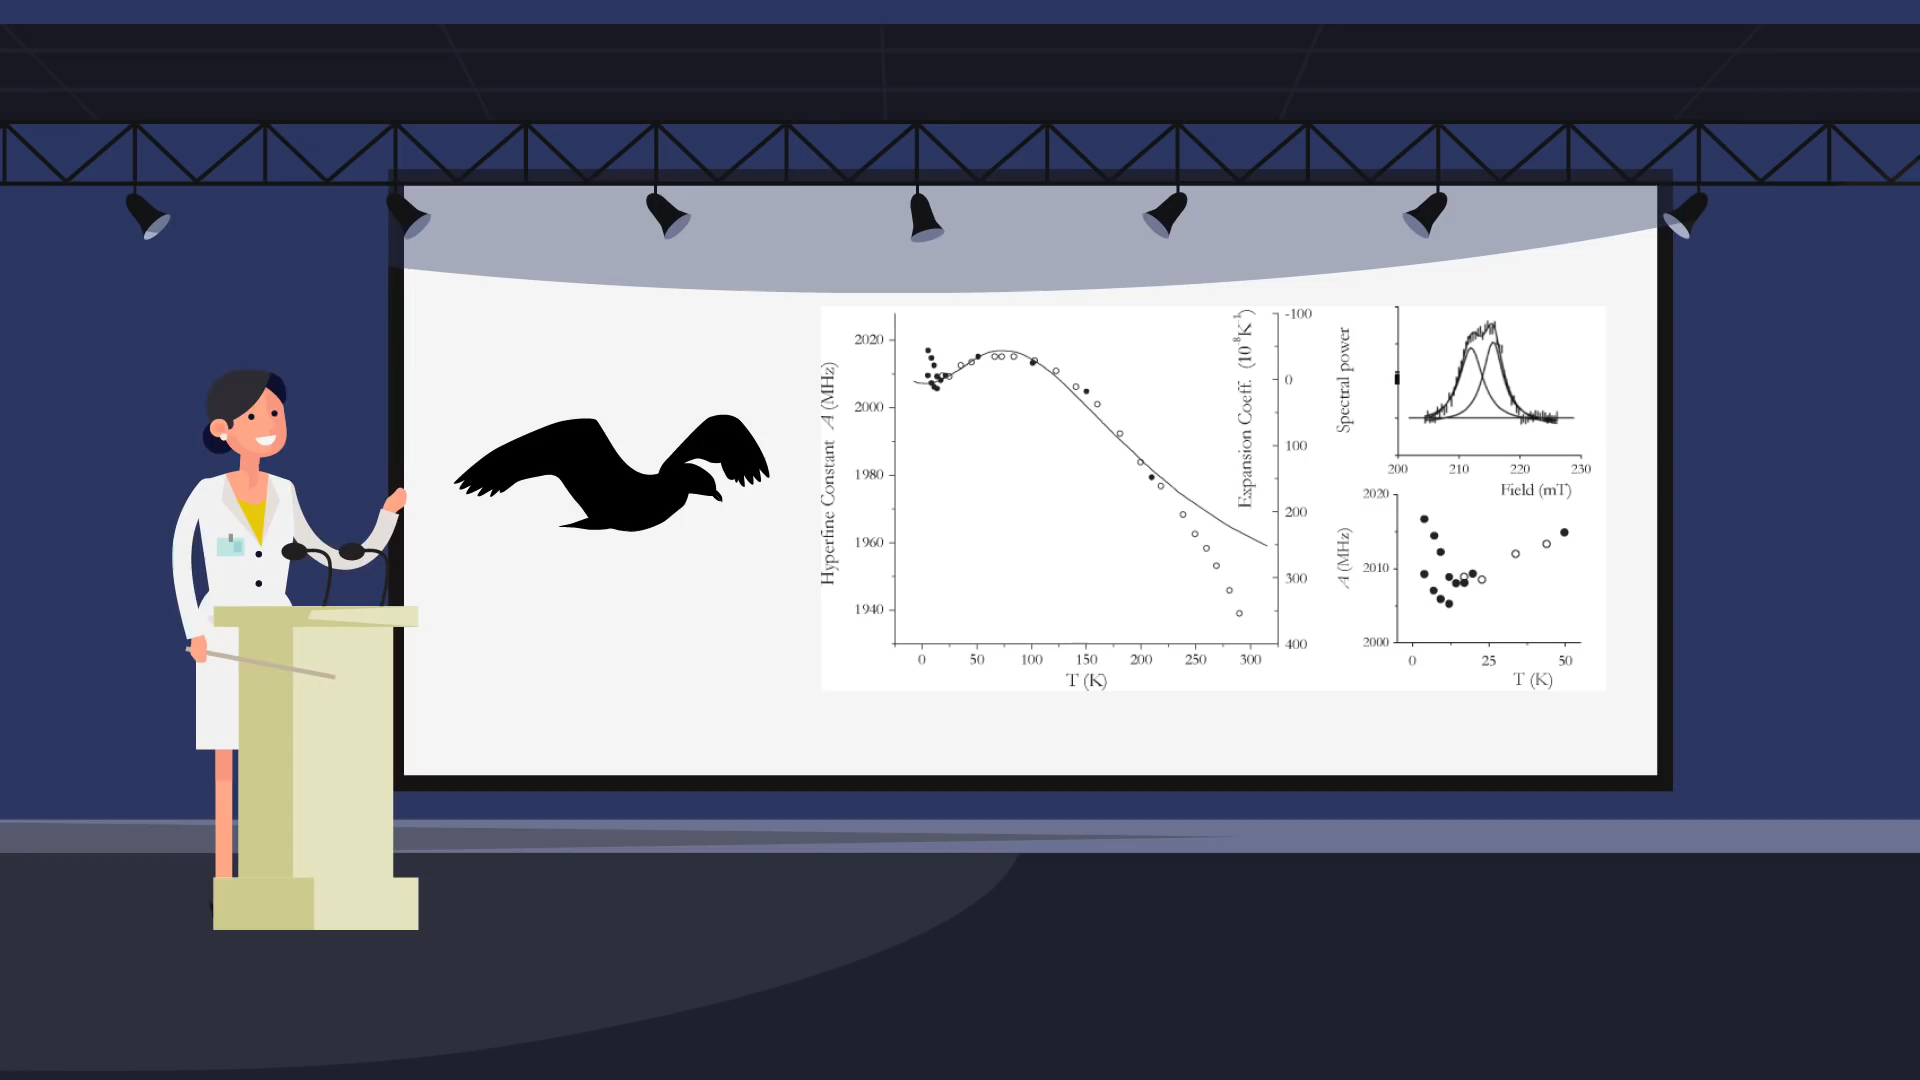 Hyperfine Constant A (MHz)
2020
2000
1980
1960
1940
0 50 100 150 200 250 300
T (K)
Expansion Coeff. (10⁻⁸K⁻¹)
-100
0
100
200
300
400
Spectral power
200 210 220 230
Field (mT)
A (MHz)
2020
2010
2000
0 25 50
T (K)